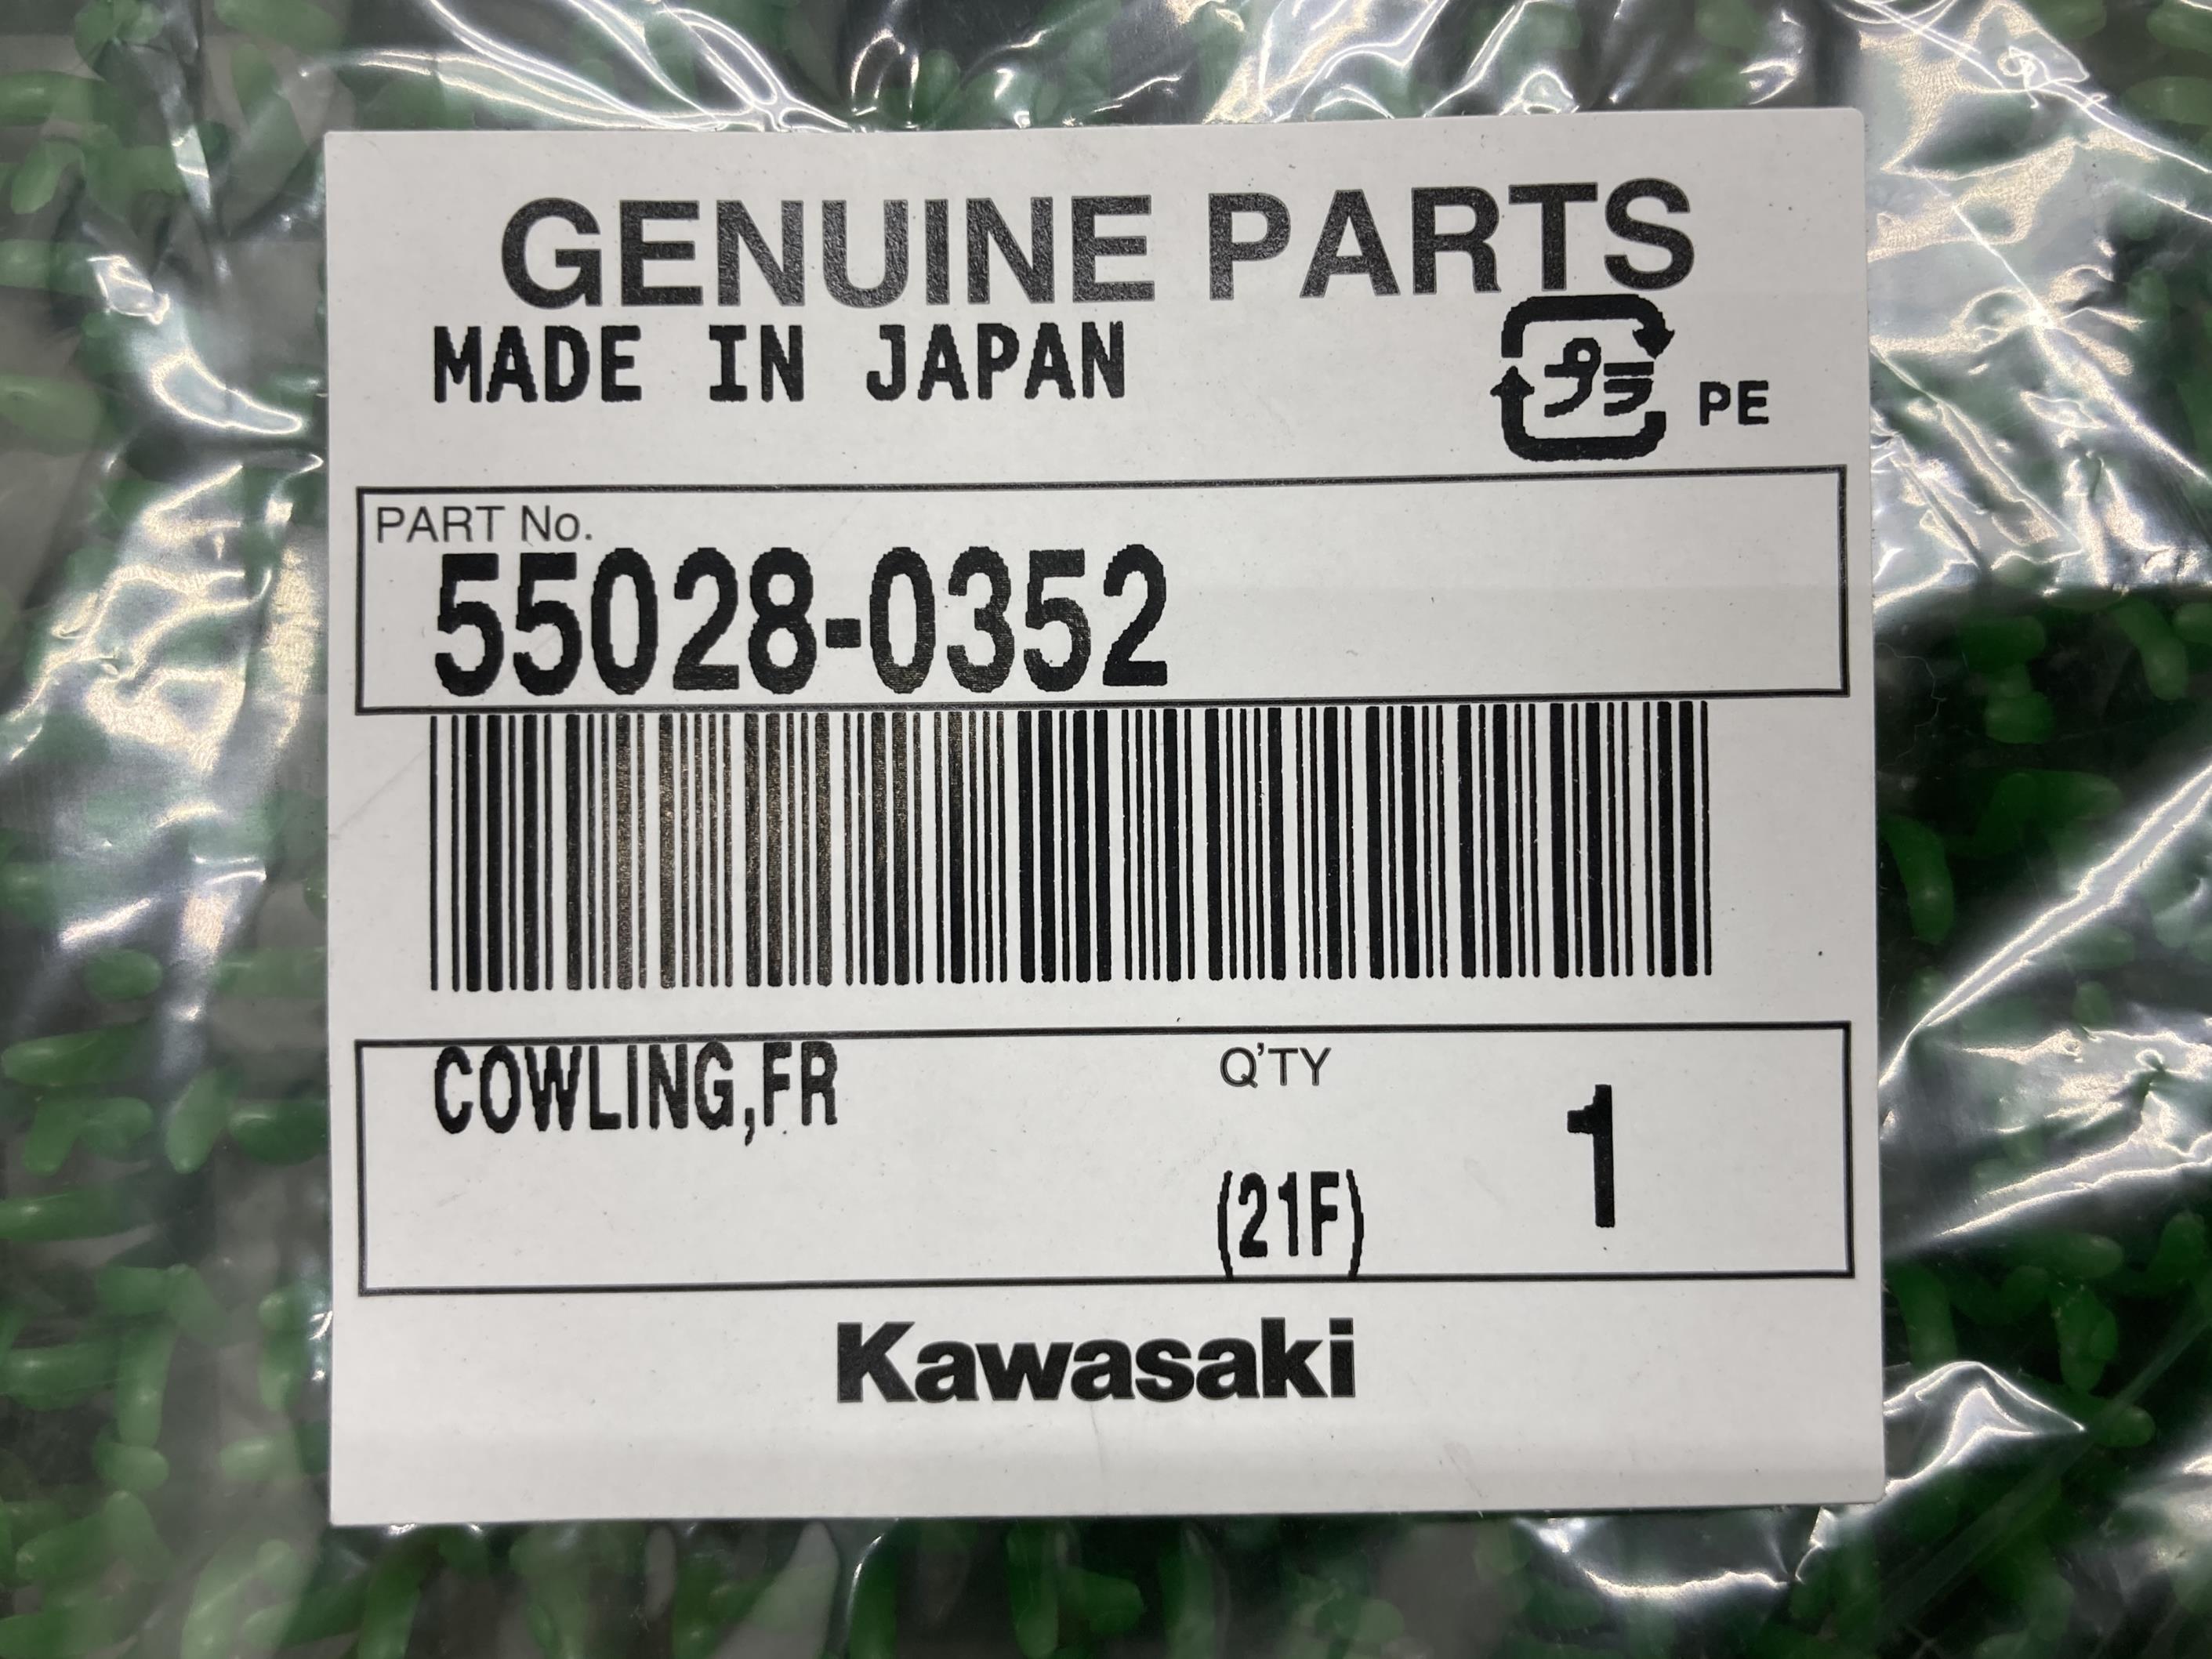 GENUINE PARTS
MADE IN JAPAN
プラ PE
PART No.
55028-0352
COWLING,FR
Q'TY
1
(21F)
Kawasaki